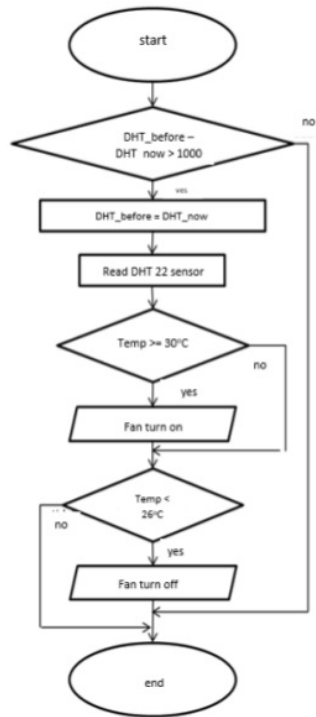 start
no
DHT_before –
DHT now > 1000
yes
DHT_before = DHT_now
Read DHT 22 sensor
Temp >= 30°C
no
yes
Fan turn on
Temp <
26°C
no
yes
Fan turn off
end